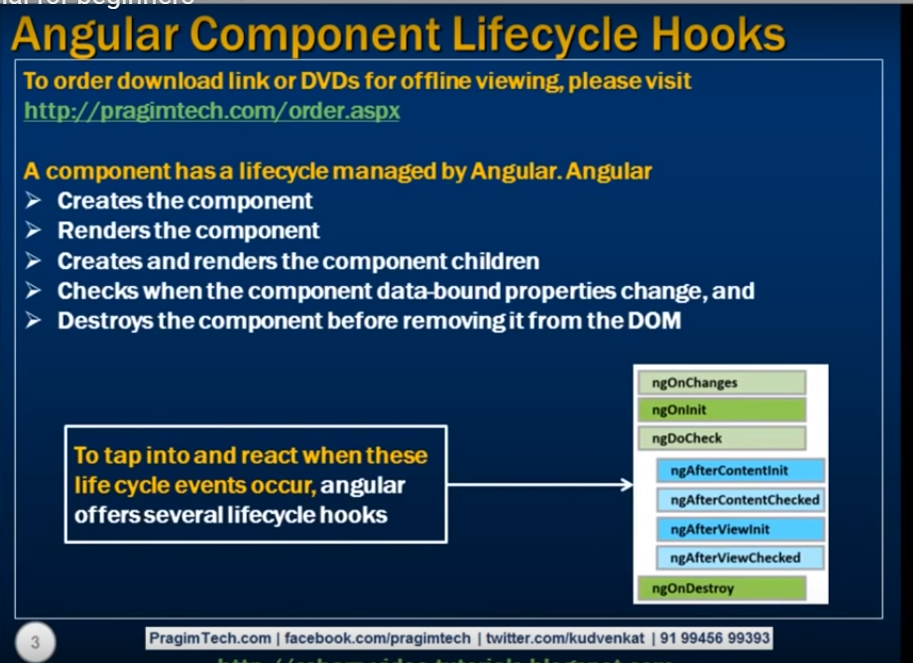 for beginners
Angular Component Lifecycle Hooks
To order download link or DVDs for offline viewing, please visit
http://pragimtech.com/order.aspx
A component has a lifecycle managed by Angular. Angular
Creates the component
Renders the component
Creates and renders the component children
Checks when the component data-bound properties change, and
Destroys the component before removing it from the DOM
To tap into and react when these
life cycle events occur, angular
offers several lifecycle hooks
ngOnChanges
ngOnInit
ngDoCheck
ngAfterContentInit
ngAfterContentChecked
ngAfterViewInit
ngAfterViewChecked
ngOnDestroy
3
PragimTech.com | facebook.com/pragimtech | twitter.com/kudvenkat | 91 99456 99393